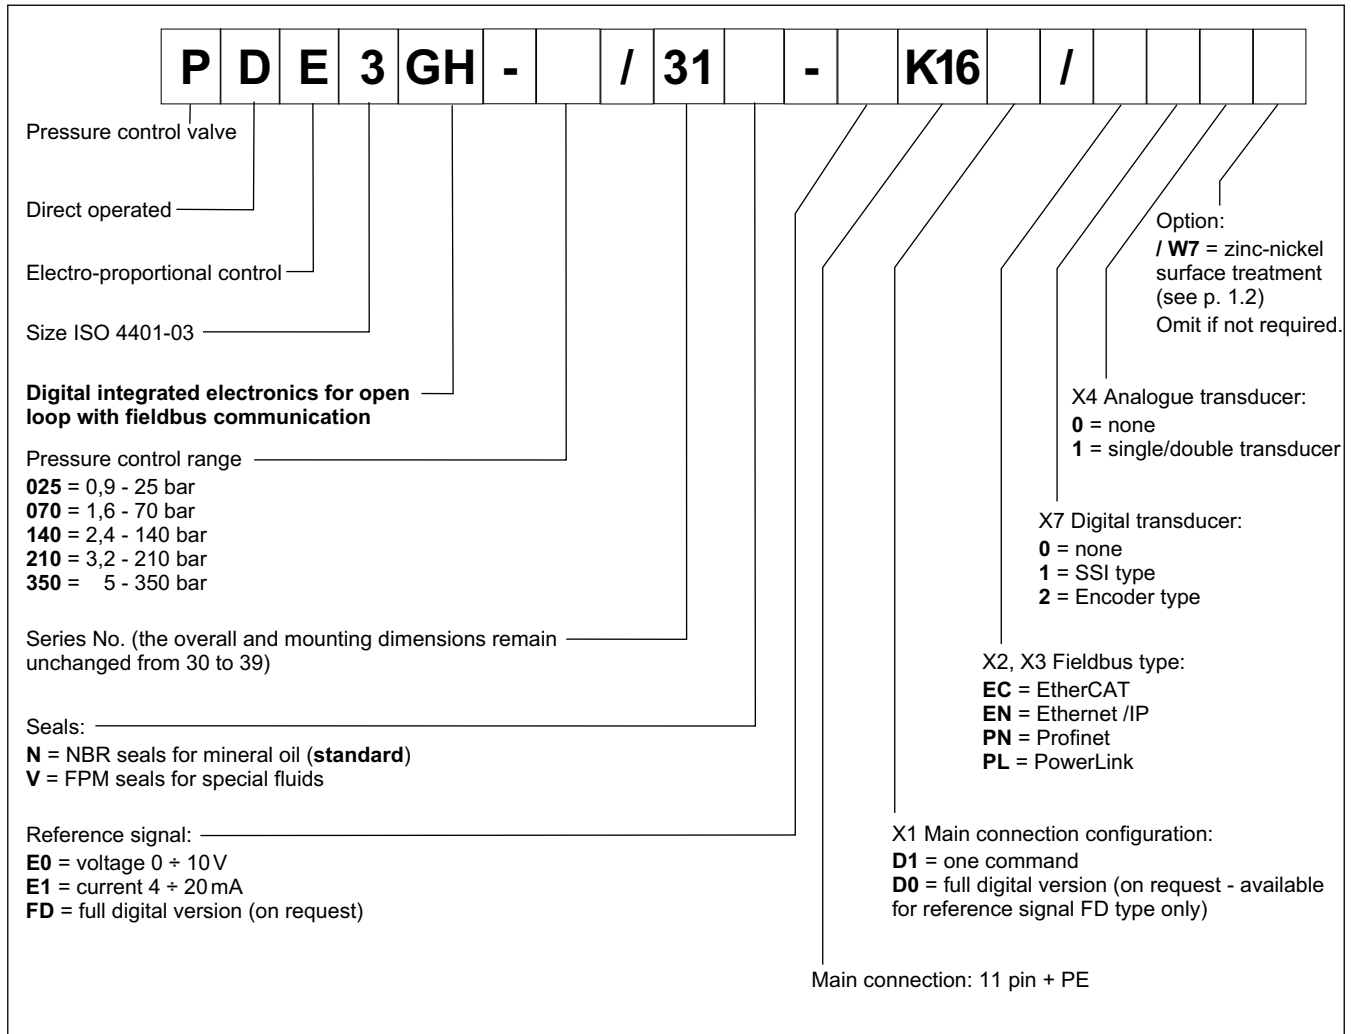 P D E 3 GH - / 31 - K16 /
Pressure control valve
Direct operated
Electro-proportional control
Size ISO 4401-03
Digital integrated electronics for open
loop with fieldbus communication
Pressure control range
025 = 0,9 - 25 bar
070 = 1,6 - 70 bar
140 = 2,4 - 140 bar
210 = 3,2 - 210 bar
350 = 5 - 350 bar
Series No. (the overall and mounting dimensions remain
unchanged from 30 to 39)
Seals:
N = NBR seals for mineral oil (standard)
V = FPM seals for special fluids
Reference signal:
E0 = voltage 0 ÷ 10 V
E1 = current 4 ÷ 20 mA
FD = full digital version (on request)
Option:
/ W7 = zinc-nickel
surface treatment
(see p. 1.2)
Omit if not required.
X4 Analogue transducer:
0 = none
1 = single/double transducer
X7 Digital transducer:
0 = none
1 = SSI type
2 = Encoder type
X2, X3 Fieldbus type:
EC = EtherCAT
EN = Ethernet /IP
PN = Profinet
PL = PowerLink
X1 Main connection configuration:
D1 = one command
D0 = full digital version (on request - available
for reference signal FD type only)
Main connection: 11 pin + PE